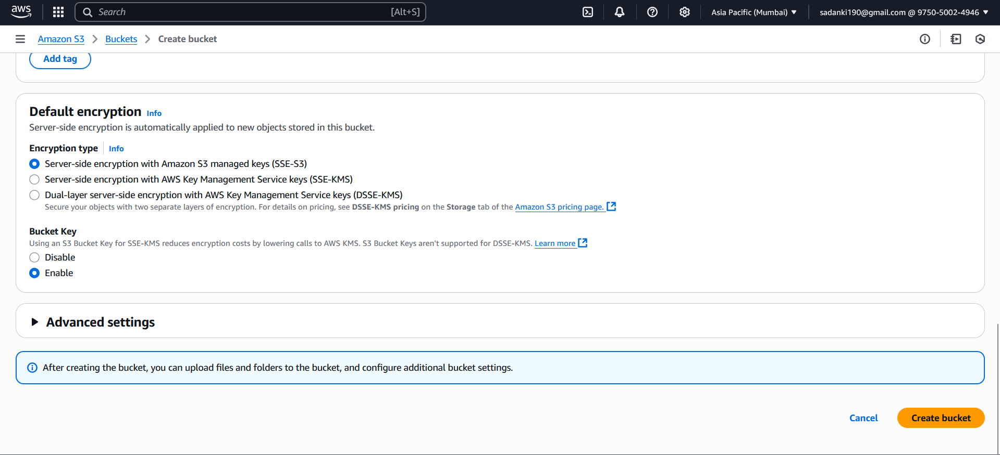 aws
Search [Alt+S]
Asia Pacific (Mumbai)
sadanki190@gmail.com @ 9750-5002-4946
Amazon S3 > Buckets > Create bucket
Add tag
Default encryption Info
Server-side encryption is automatically applied to new objects stored in this bucket.
Encryption type Info
Server-side encryption with Amazon S3 managed keys (SSE-S3)
Server-side encryption with AWS Key Management Service keys (SSE-KMS)
Dual-layer server-side encryption with AWS Key Management Service keys (DSSE-KMS)
Secure your objects with two separate layers of encryption. For details on pricing, see DSSE-KMS pricing on the Storage tab of the Amazon S3 pricing page.
Bucket Key
Using an S3 Bucket Key for SSE-KMS reduces encryption costs by lowering calls to AWS KMS. S3 Bucket Keys aren't supported for DSSE-KMS. Learn more
Disable
Enable
Advanced settings
After creating the bucket, you can upload files and folders to the bucket, and configure additional bucket settings.
Cancel
Create bucket